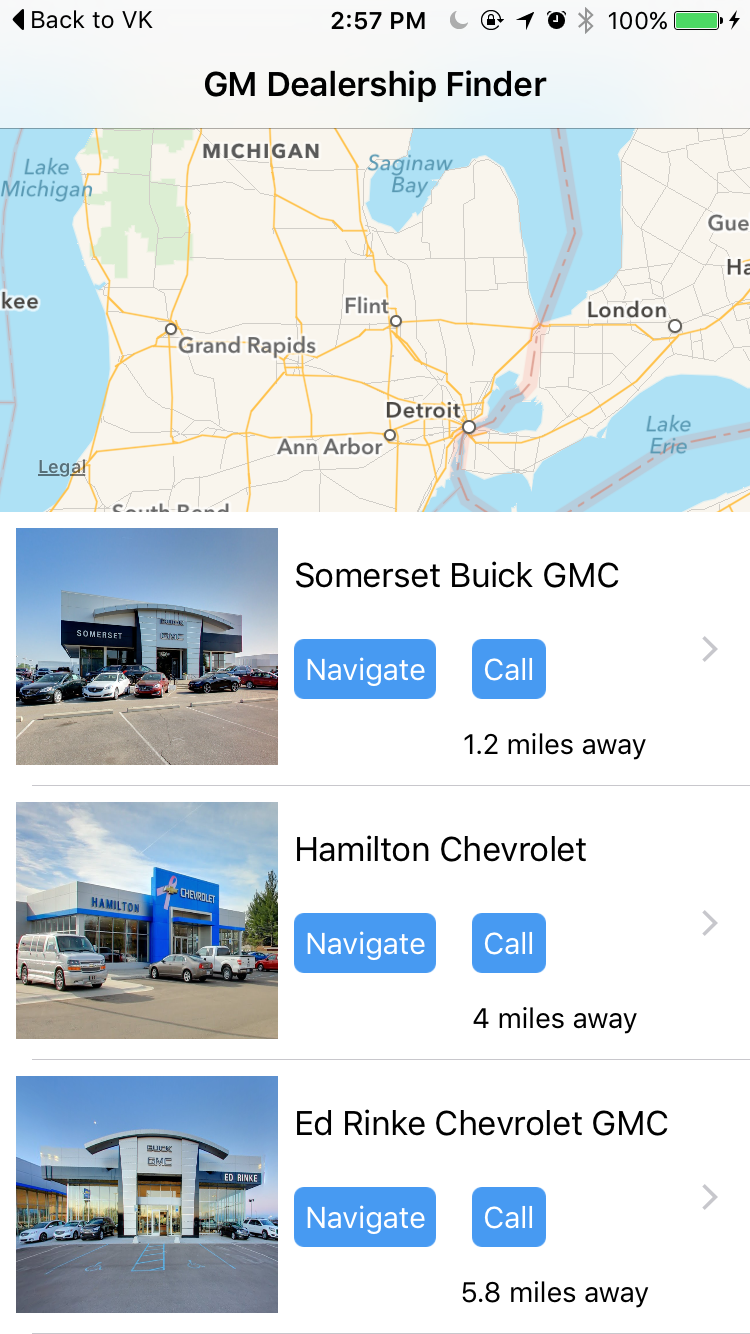 Back to VK 2:57 PM 100%
GM Dealership Finder
MICHIGAN
Lake
Michigan
Saginaw
Bay
Gue
Ha
kee
Flint
London
Grand Rapids
Detroit
Ann Arbor
Lake
Erie
Legal
South Bend
Somerset Buick GMC
SOMERSET
BUICK
GMC
Navigate Call
1.2 miles away
Hamilton Chevrolet
HAMILTON
CHEVROLET
Navigate Call
4 miles away
Ed Rinke Chevrolet GMC
BUICK
GMC
ED RINKE
Navigate Call
5.8 miles away